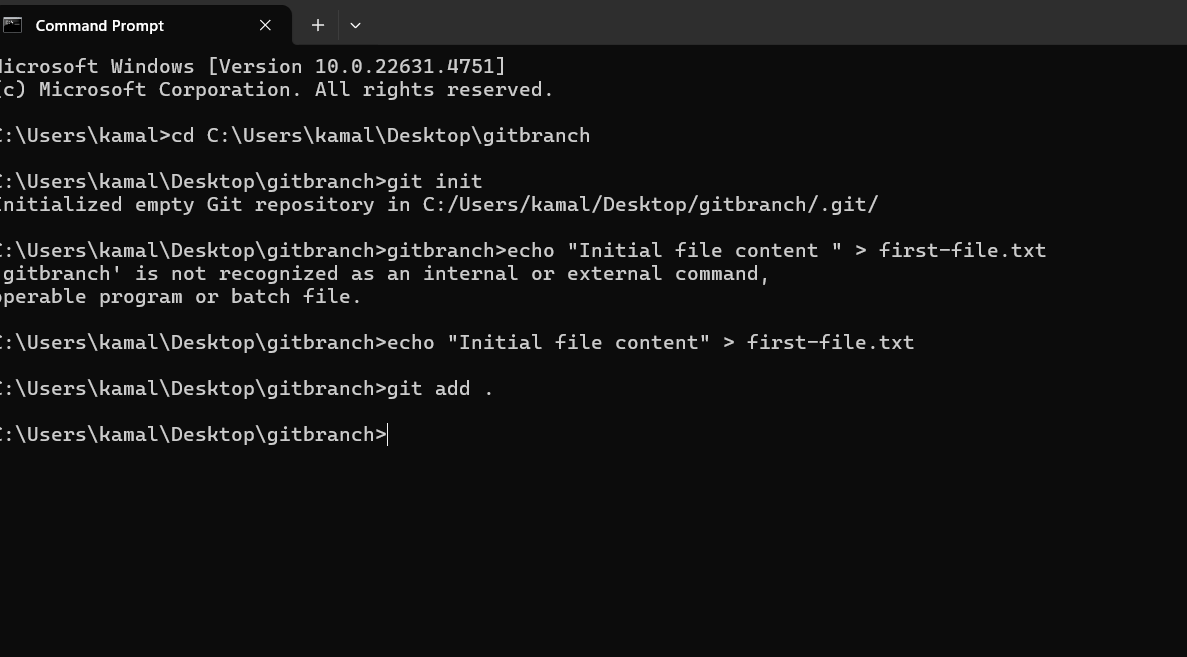 Command Prompt
Microsoft Windows [Version 10.0.22631.4751]
(c) Microsoft Corporation. All rights reserved.
C:\Users\kamal>cd C:\Users\kamal\Desktop\gitbranch
C:\Users\kamal\Desktop\gitbranch>git init
Initialized empty Git repository in C:/Users/kamal/Desktop/gitbranch/.git/
C:\Users\kamal\Desktop\gitbranch>gitbranch>echo "Initial file content " > first-file.txt
'gitbranch' is not recognized as an internal or external command,
operable program or batch file.
C:\Users\kamal\Desktop\gitbranch>echo "Initial file content" > first-file.txt
C:\Users\kamal\Desktop\gitbranch>git add .
C:\Users\kamal\Desktop\gitbranch>